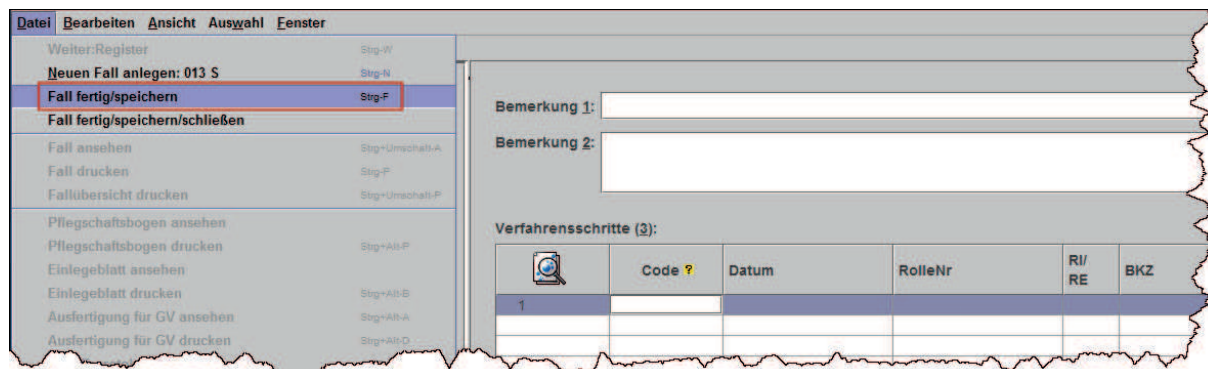 Datei Bearbeiten Ansicht Auswahl Fenster
Weiter:Register Strg-W
Neuen Fall anlegen: 013 S Strg-N
Fall fertig/speichern Strg-F
Fall fertig/speichern/schließen
Fall ansehen Strg+Umschalt-A
Fall drucken Strg-P
Fallübersicht drucken Strg+Umschalt-P
Pflegschaftsbogen ansehen
Pflegschaftsbogen drucken Strg+Alt-P
Einlegeblatt ansehen
Einlegeblatt drucken Strg+Alt-B
Ausfertigung für GV ansehen Strg+Alt-A
Ausfertigung für GV drucken Strg+Alt-D
Bemerkung 1:
Bemerkung 2:
Verfahrensschritte (3):
Code ? Datum RolleNr RI/ BKZ
RE
1